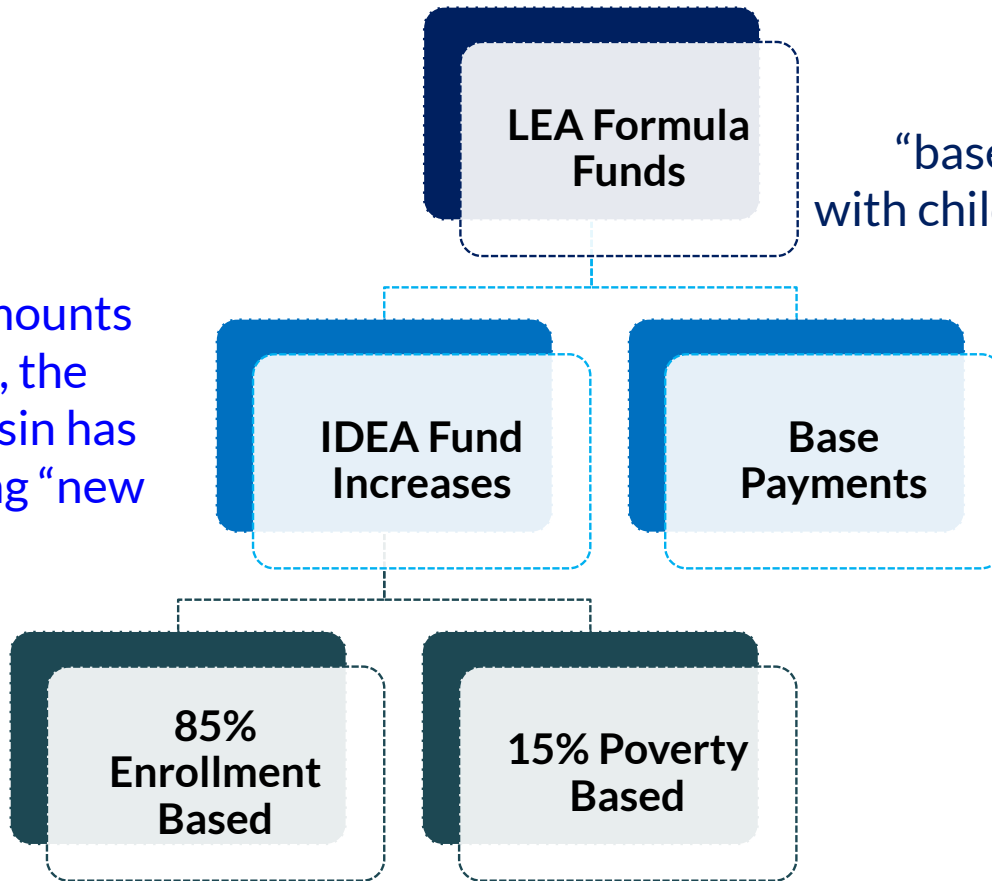 LEA Formula
Funds
“base
with chil
nounts
, the
sin has
ng “new
IDEA Fund
Increases
Base
Payments
85%
Enrollment
Based
15% Poverty
Based